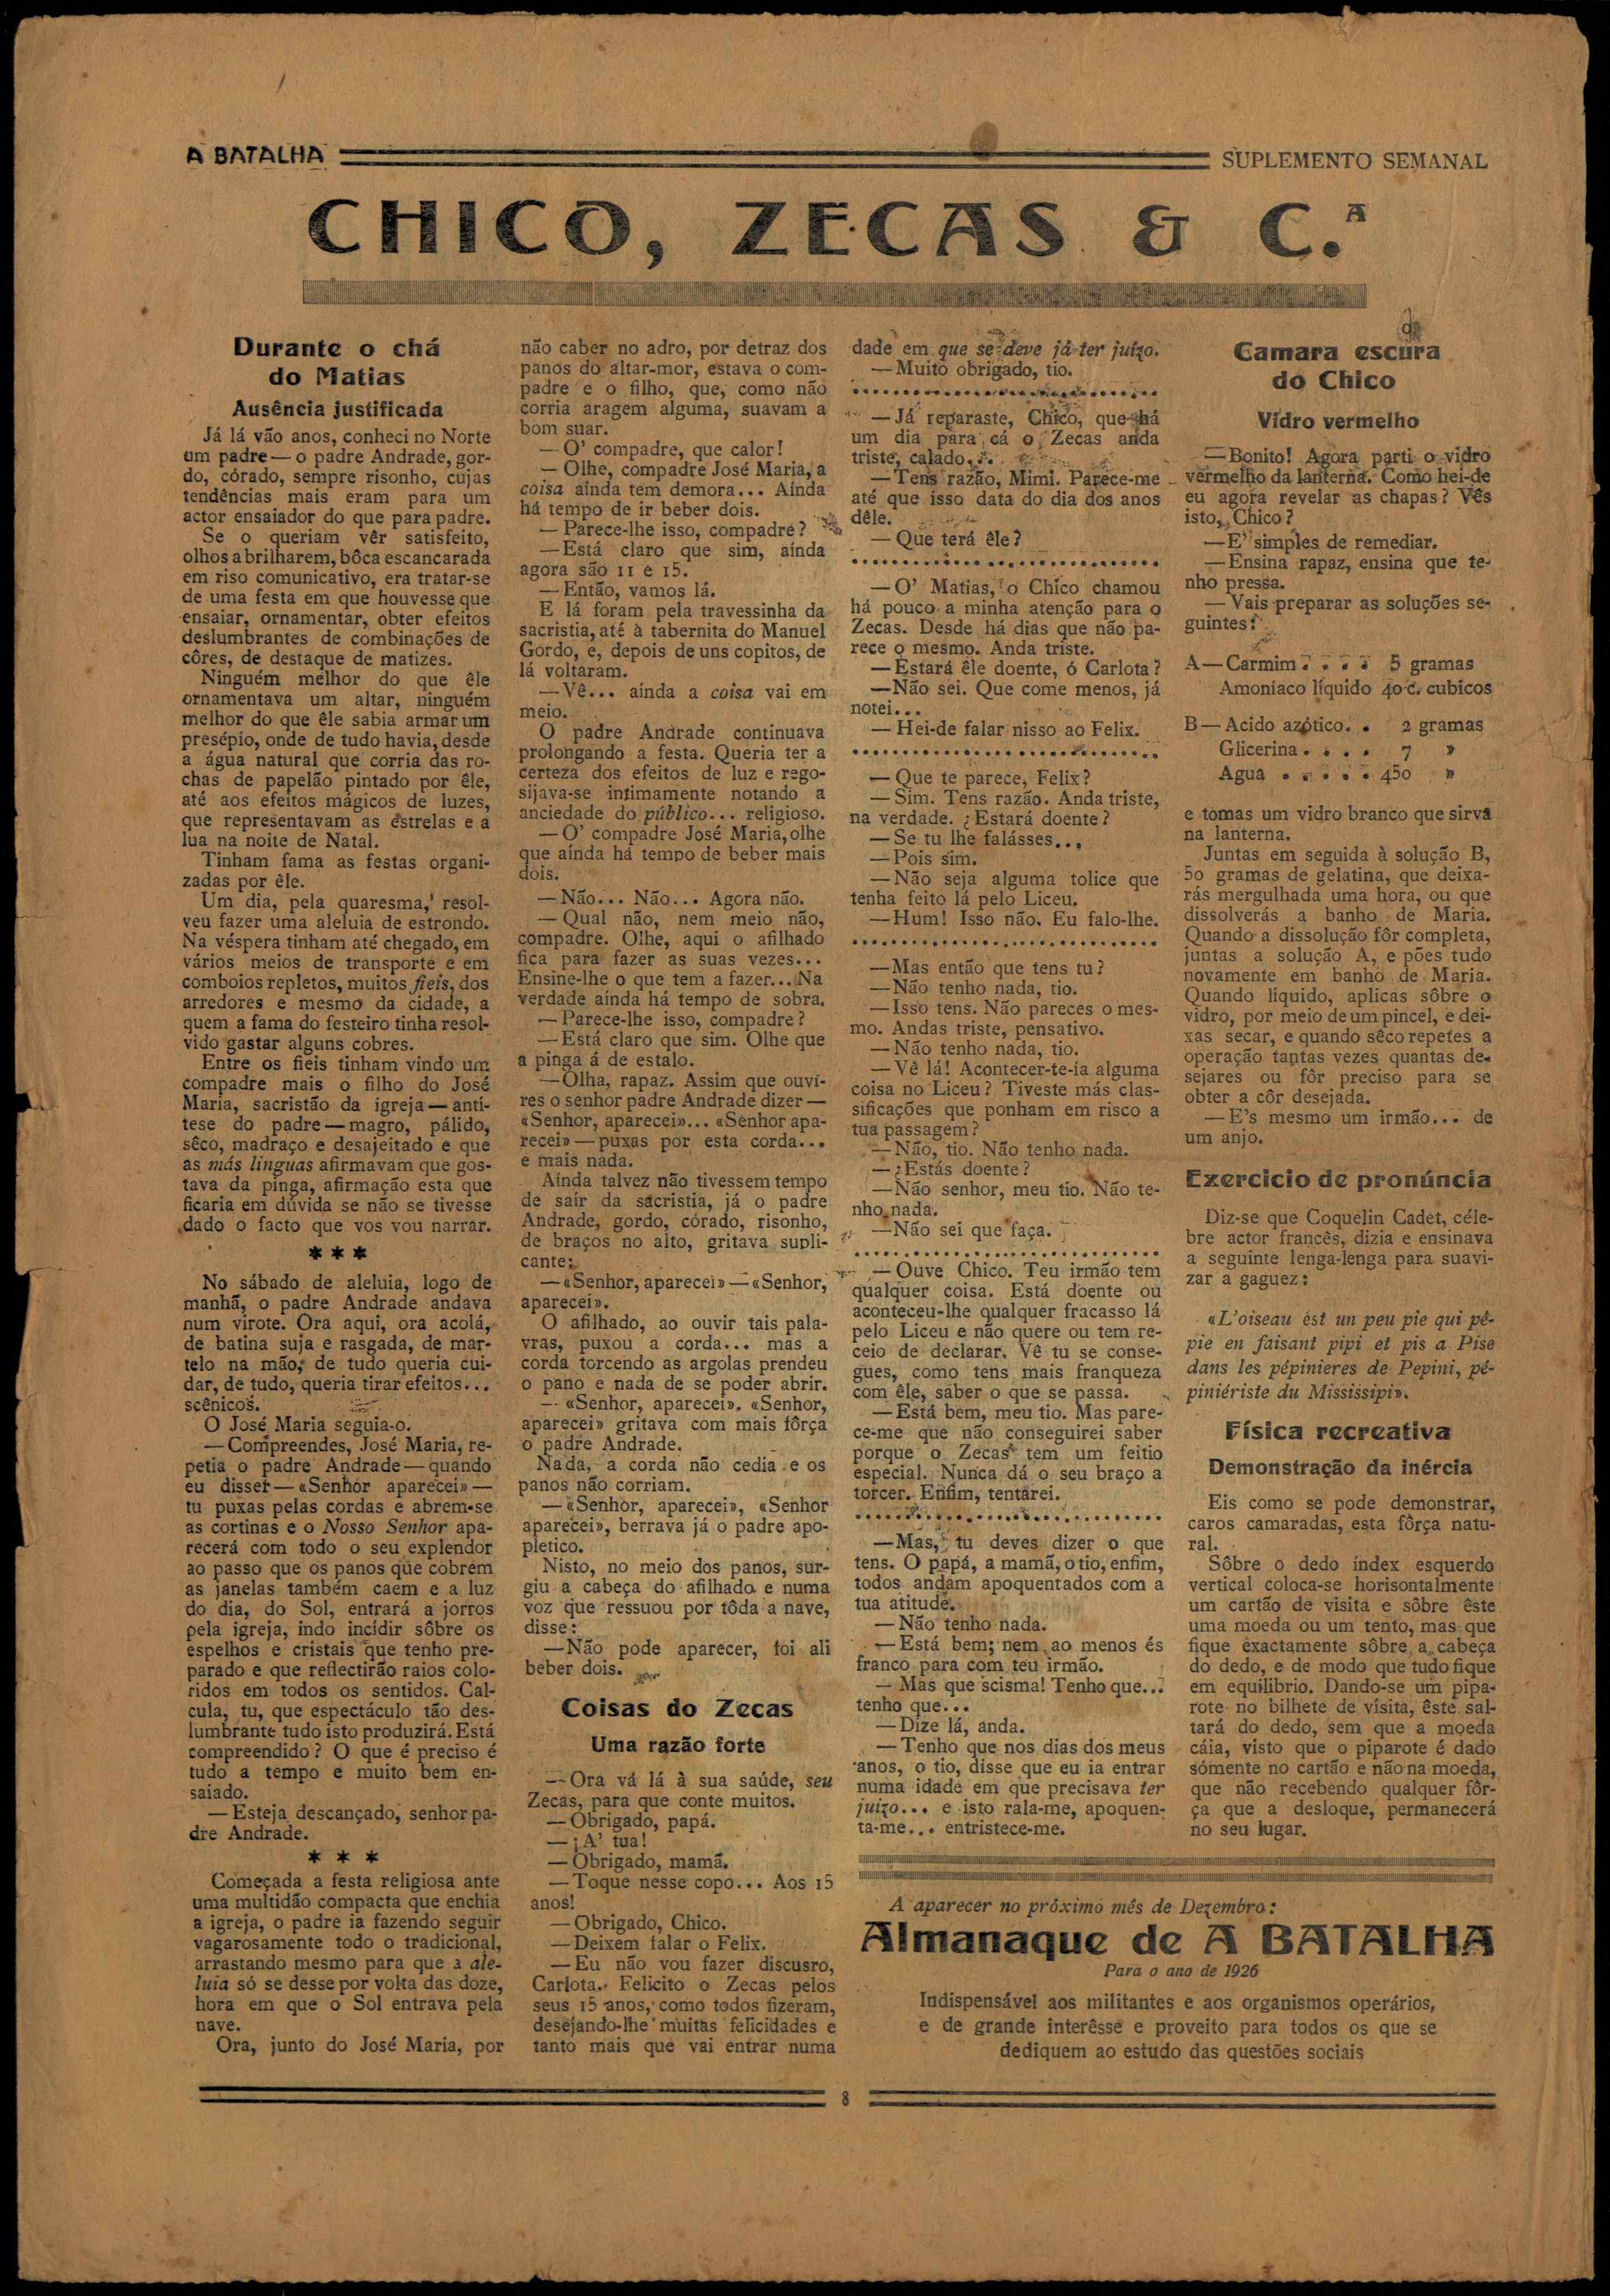 A BATALHA
SUPLEMENTO SEMANAL
CHICO, ZECAS & C.A
Durante o chá
do Matias
Ausência justificada
Já lá vão anos, conheci no Norte
um padre — o padre Andrade, gor-
do, córado, sempre risonho, cujas
tendências mais eram para um
actor ensaiador do que para padre.
Se o queriam vêr satisfeito,
olhos a brilharem, bôca escancarada
em riso comunicativo, era tratar-se
de uma festa em que houvesse que
ensaiar, ornamentar, obter efeitos
deslumbrantes de combinações de
côres, de destaque de matizes.
Ninguém melhor do que êle
ornamentava um altar, ninguém
melhor do que êle sabia armar um
presépio, onde de tudo havia, desde
a água natural que corria das ro-
chas de papelão pintado por êle,
até aos efeitos mágicos de luzes,
que representavam as estrelas e a
lua na noite de Natal.
Tinham fama as festas organi-
zadas por êle.
Um dia, pela quaresma, resol-
veu fazer uma aleluia de estrondo.
Na véspera tinham até chegado, em
vários meios de transporte e em
comboios repletos, muitos fieis, dos
arredores e mesmo da cidade, a
quem a fama do festeiro tinha resol-
vido gastar alguns cobres.
Entre os fieis tinham vindo um
compadre mais o filho do José
Maria, sacristão da igreja — anti-
tese do padre — magro, pálido,
sêco, madraço e desajeitado e que
as más línguas afirmavam que gos-
tava da pinga, afirmação esta que
ficaria em dúvida se não se tivesse
dado o facto que vos vou narrar.
* * *
No sábado de aleluia, logo de
manhã, o padre Andrade andava
num virote. Ora aqui, ora acolá,
de batina suja e rasgada, de mar-
telo na mão, de tudo queria cui-
dar, de tudo, queria tirar efeitos...
scênicos.
O José Maria seguia-o.
— Compreendes, José Maria, re-
petia o padre Andrade — quando
eu disser — «Senhor aparecei» —
tu puxas pelas cordas e abrem-se
as cortinas e o Nosso Senhor apa-
recerá com todo o seu explendor
ao passo que os panos que cobrem
as janelas também caem e a luz
do dia, do Sol, entrará a jorros
pela igreja, indo incídir sôbre os
espelhos e cristais que tenho pre-
parado e que reflectirão raios colo-
ridos em todos os sentidos. Cal-
cula, tu, que espectáculo tão des-
lumbrante tudo isto produzirá. Está
compreendido? O que é preciso é
tudo a tempo e muito bem en-
saiado.
— Esteja descançado, senhor pa-
dre Andrade.
* * *
Começada a festa religiosa ante
uma multidão compacta que enchia
a igreja, o padre ia fazendo seguir
vagarosamente todo o tradicional,
arrastando mesmo para que a ale-
luia só se desse por volta das doze,
hora em que o Sol entrava pela
nave.
Ora, junto do José Maria, por
não caber no adro, por detraz dos
panos do altar-mor, estava o com-
padre e o filho, que, como não
corria aragem alguma, suavam a
bom suar.
— O' compadre, que calor!
— Olhe, compadre José Maria, a
coisa aínda tem demora... Aínda
há tempo de ir beber dois.
— Parece-lhe isso, compadre?
— Está claro que sim, aínda
agora são 11 e 15.
— Então, vamos lá.
E lá foram pela travessinha da
sacristia, até à tabernita do Manuel
Gordo, e, depois de uns copitos, de
lá voltaram.
— Vê... aínda a coisa vai em
meio.
O padre Andrade continuava
prolongando a festa. Queria ter a
certeza dos efeitos de luz e rego-
sijava-se intimamente notando a
anciedade do público... religioso.
— O' compadre José Maria, olhe
que aínda há tempo de beber mais
dois.
— Não... Não... Agora não.
— Qual não, nem meio não,
compadre. Olhe, aqui o afilhado
fica para fazer as suas vezes...
Ensine-lhe o que tem a fazer... Na
verdade aínda há tempo de sobra.
— Parece-lhe isso, compadre?
— Está claro que sim. Olhe que
a pinga á de estalo.
— Olha, rapaz. Assim que ouví-
res o senhor padre Andrade dizer —
«Senhor, aparecei»... «Senhor apa-
recei» — puxas por esta corda...
e mais nada.
Aínda talvez não tivessem tempo
de saír da sacristia, já o padre
Andrade, gordo, córado, risonho,
de braços no alto, gritava supli-
cante:
— «Senhor, aparecei» — «Senhor,
aparecei».
O afilhado, ao ouvir tais pala-
vras, puxou a corda... mas a
corda torcendo as argolas prendeu
o pano e nada de se poder abrir.
— «Senhor, aparecei». «Senhor,
aparecei» gritava com mais fôrça
o padre Andrade.
Nada, a corda não cedia e os
panos não corriam.
— «Senhor, aparecei», «Senhor
aparecei», berrava já o padre apo-
pletico.
Nisto, no meio dos panos, sur-
giu a cabeça do afilhado e numa
voz que ressuou por tôda a nave,
disse:
— Não pode aparecer, foi ali
beber dois.
Coisas do Zecas
Uma razão forte
— Ora vá lá à sua saúde, seu
Zecas, para que conte muitos.
— Obrigado, papá.
— ¡A' tua!
— Obrigado, mamã.
— Toque nesse copo... Aos 15
anos!
— Obrigado, Chico.
— Deixem falar o Felix.
— Eu não vou fazer discusro,
Carlota. Felicito o Zecas pelos
seus 15 anos, como todos fizeram,
desejando-lhe muitas felicidades e
tanto mais que vai entrar numa
dade em que se deve já ter juizo.
— Muito obrigado, tio.
— Já reparaste, Chico, que há
um dia para cá o Zecas anda
triste, calado...
— Tens razão, Mimi. Parece-me
até que isso data do dia dos anos
dêle.
— Que terá êle?
— O' Matias, o Chico chamou
há pouco a minha atenção para o
Zecas. Desde há dias que não pa-
rece o mesmo. Anda triste.
— Estará êle doente, ó Carlota?
— Não sei. Que come menos, já
notei...
— Hei-de falar nisso ao Felix.
— Que te parece, Felix?
— Sim. Tens razão. Anda triste,
na verdade. ¿Estará doente?
— Se tu lhe falásses...
— Pois sim.
— Não seja alguma tolice que
tenha feito lá pelo Liceu.
— Hum! Isso não. Eu falo-lhe.
— Mas então que tens tu?
— Não tenho nada, tio.
— Isso tens. Não pareces o mes-
mo. Andas triste, pensativo.
— Não tenho nada, tio.
— Vê lá! Acontecer-te-ia alguma
coisa no Liceu? Tiveste más clas-
sificações que ponham em risco a
tua passagem?
— Não, tio. Não tenho nada.
— ¿Estás doente?
— Não senhor, meu tio. Não te-
nho nada.
— Não sei que faça.
— Ouve Chico. Teu irmão tem
qualquer coisa. Está doente ou
aconteceu-lhe qualquer fracasso lá
pelo Liceu e não quere ou tem re-
ceio de declarar. Vê tu se conse-
gues, como tens mais franqueza
com êle, saber o que se passa.
— Está bem, meu tio. Mas pare-
ce-me que não conseguirei saber
porque o Zecas tem um feitio
especial. Nunca dá o seu braço a
torcer. Enfim, tentarei.
— Mas, tu deves dizer o que
tens. O papá, a mamã, o tio, enfim,
todos andam apoquentados com a
tua atitude.
— Não tenho nada.
— Está bem; nem ao menos és
franco para com teu irmão.
— Mas que scisma! Tenho que...
tenho que...
— Dize lá, anda.
— Tenho que nos dias dos meus
anos, o tio, disse que eu ia entrar
numa idade em que precisava ter
juizo... e isto rala-me, apoquen-
ta-me... entristece-me.
Camara escura
do Chico
Vidro vermelho
— Bonito! Agora parti o vidro
vermelho da lanterna. Como hei-de
eu agora revelar as chapas? Vês
isto, Chico?
— E' simples de remediar.
— Ensina rapaz, ensina que te-
nho pressa.
— Vais preparar as soluções se-
guintes:
A — Carmim . . . . 5 gramas
Amoníaco líquido 40 c. cubicos
B — Acido azótico. . 2 gramas
Glicerina . . . . 7 »
Agua . . . . . 450 »
e tomas um vidro branco que sirva
na lanterna.
Juntas em seguida à solução B,
50 gramas de gelatina, que deixa-
rás mergulhada uma hora, ou que
dissolverás a banho de Maria.
Quando a dissolução fôr completa,
juntas a solução A, e pões tudo
novamente em banho de Maria.
Quando líquido, aplicas sôbre o
vidro, por meio de um pincel, e dei-
xas secar, e quando sêco repetes a
operação tantas vezes quantas de-
sejares ou fôr preciso para se
obter a côr desejada.
— E's mesmo um irmão... de
um anjo.
Exercicio de pronúncia
Diz-se que Coquelin Cadet, céle-
bre actor francês, dizia e ensinava
a seguinte lenga-lenga para suavi-
zar a gaguez:
«L'oiseau est un peu pie qui pé-
pie en faisant pipi et pis a Pise
dans les pépinieres de Pepini, pé-
piniériste du Mississipi».
Física recreativa
Demonstração da inércia
Eis como se pode demonstrar,
caros camaradas, esta fôrça natu-
ral.
Sôbre o dedo índex esquerdo
vertical coloca-se horisontalmente
um cartão de visita e sôbre êste
uma moeda ou um tento, mas que
fique exactamente sôbre a cabeça
do dedo, e de modo que tudo fique
em equilibrio. Dando-se um pipa-
rote no bilhete de vísita, êste sal-
tará do dedo, sem que a moeda
cáia, visto que o piparote é dado
sómente no cartão e não na moeda,
que não recebendo qualquer fôr-
ça que a desloque, permanecerá
no seu lugar.
A aparecer no próximo mês de Dezembro:
Almanaque de A BATALHA
Para o ano de 1926
Indispensável aos militantes e aos organismos operários,
e de grande interêsse e proveito para todos os que se
dediquem ao estudo das questões sociais
8